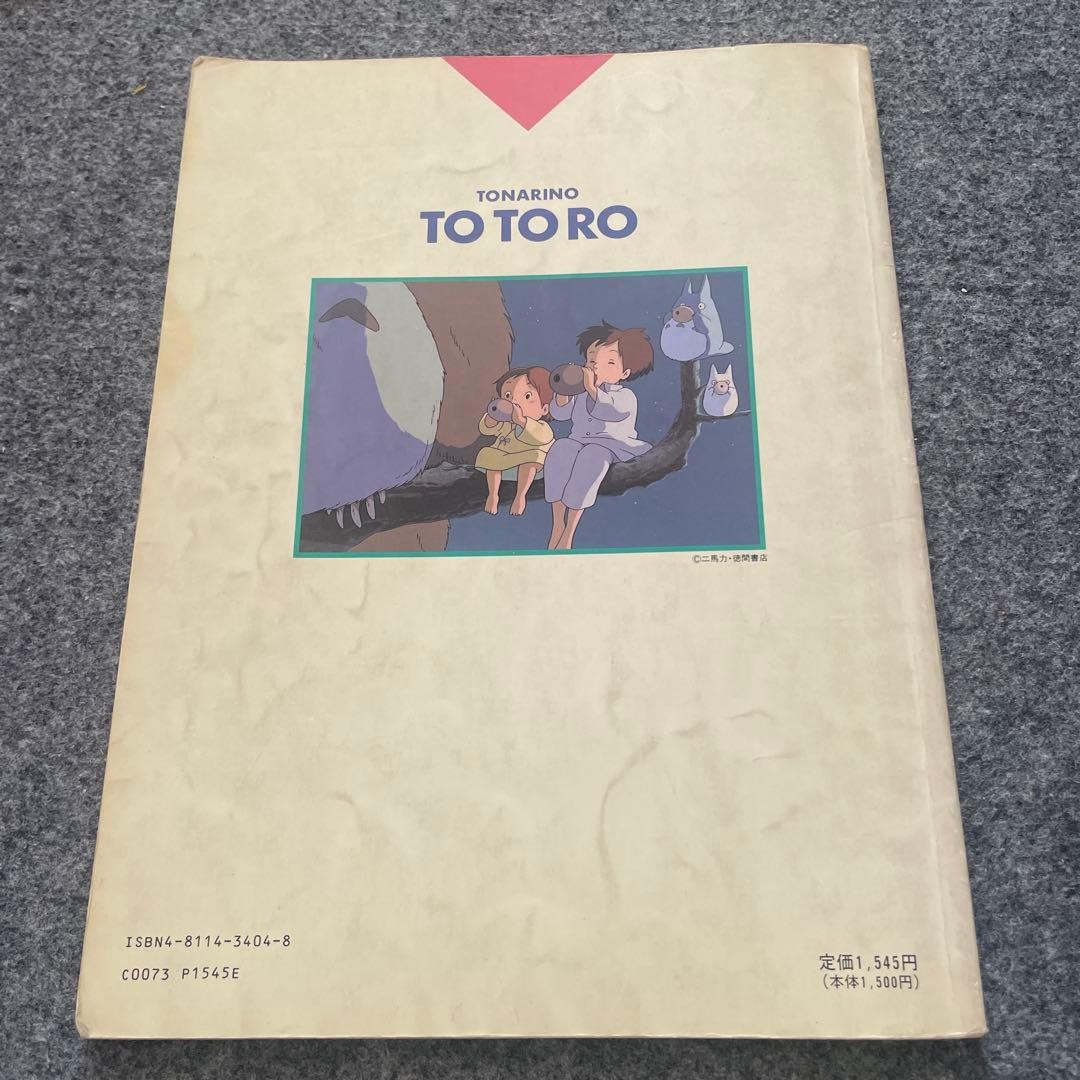 TONARINO
TO TO RO
©二馬力・徳間書店
ISBN4-8114-3404-8
C0073 P1545E
定価1,545円
(本体1,500円)